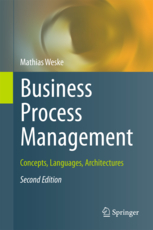 Mathias Weske
Business
Process
Management
Concepts, Languages, Architectures
Second Edition
Springer